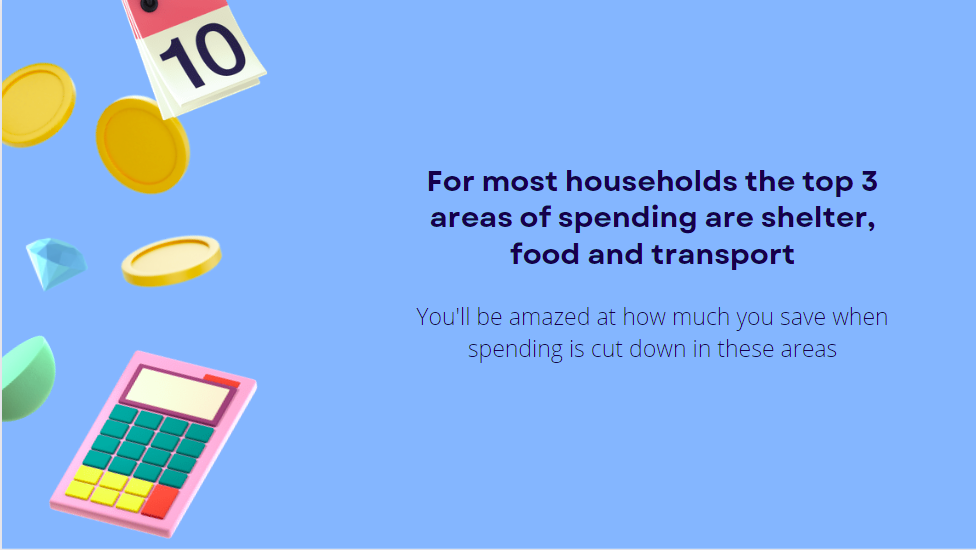 10
For most households the top 3
areas of spending are shelter,
food and transport
You'll be amazed at how much you save when
spending is cut down in these areas